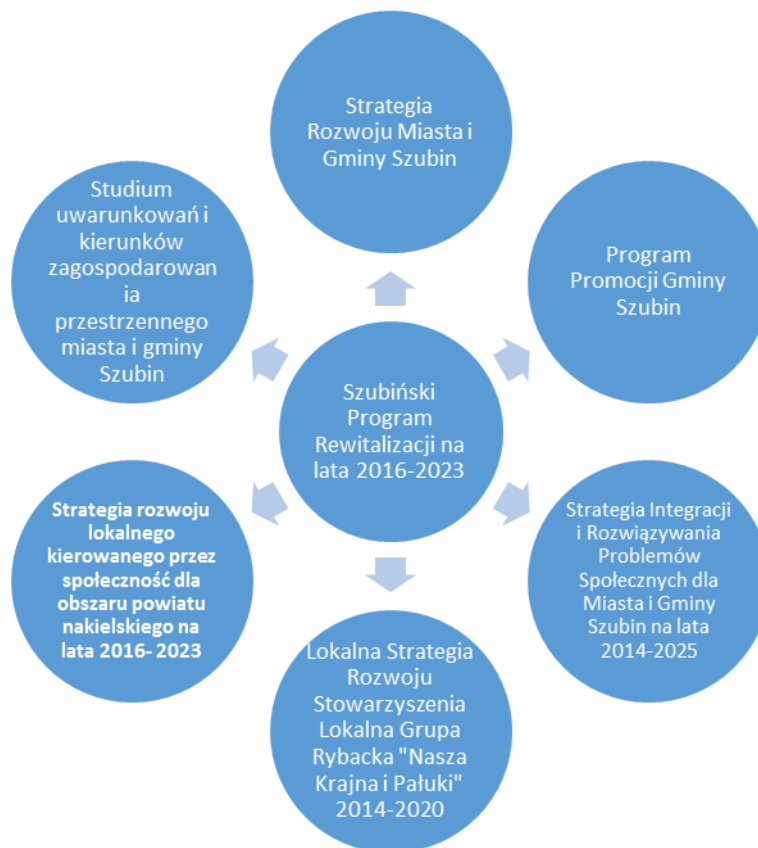 Strategia
Rozwoju Miasta i
Gminy Szubin
Studium
uwarunkowań i
kierunków
zagospodarowan
ia
przestrzennego
miasta i gminy
Szubin
Program
Promocji Gminy
Szubin
Szubiński
Program
Rewitalizacji na
lata 2016-2023
Strategia rozwoju
lokalnego
kierowanego przez
społeczność dla
obszaru powiatu
nakielskiego na
lata 2016- 2023
Strategia Integracji
i Rozwiązywania
Problemów
Społecznych dla
Miasta i Gminy
Szubin na lata
2014-2025
Lokalna Strategia
Rozwoju
Stowarzyszenia
Lokalna Grupa
Rybacka "Nasza
Krajna i Pałuki"
2014-2020